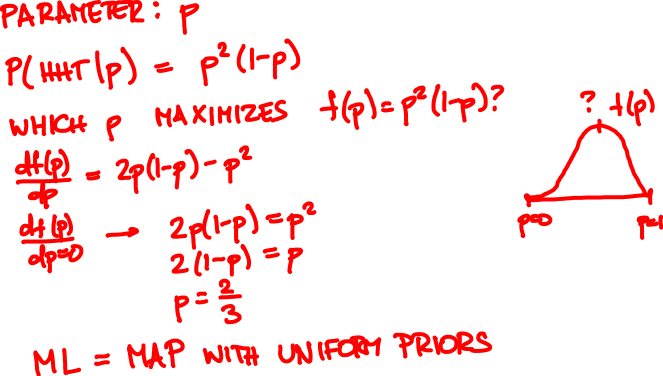 PARAMETER: p
P(HHT|p) = p²(1-p)
WHICH p MAXIMIZES f(p)=p²(1-p)?
? f(p)
df(p)/dp = 2p(1-p) - p²
p=0 p=1
df(p)/dp=0 → 2p(1-p) = p²
2(1-p) = p
p = 2/3
ML = MAP WITH UNIFORM PRIORS